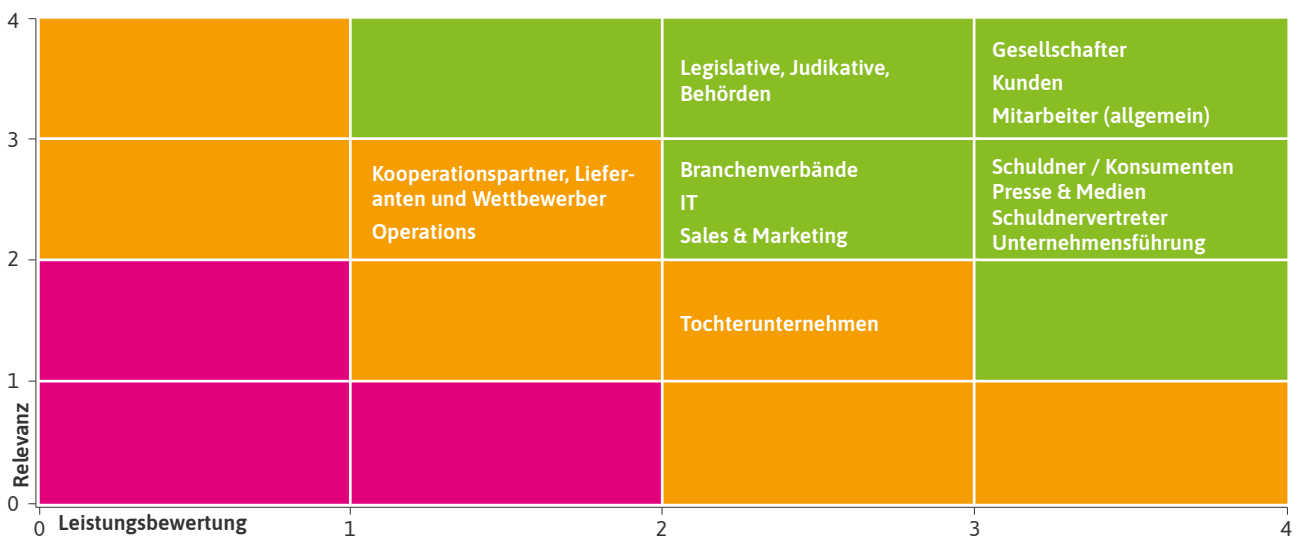 4
Legislative, Judikative,
Behörden
Gesellschafter
Kunden
Mitarbeiter (allgemein)
3
Kooperationspartner, Liefer-
anten und Wettbewerber
Operations
Branchenverbände
IT
Sales & Marketing
Schuldner / Konsumenten
Presse & Medien
Schuldnervertreter
Unternehmensführung
2
Tochterunternehmen
1
Relevanz
0
0 Leistungsbewertung 1 2 3 4